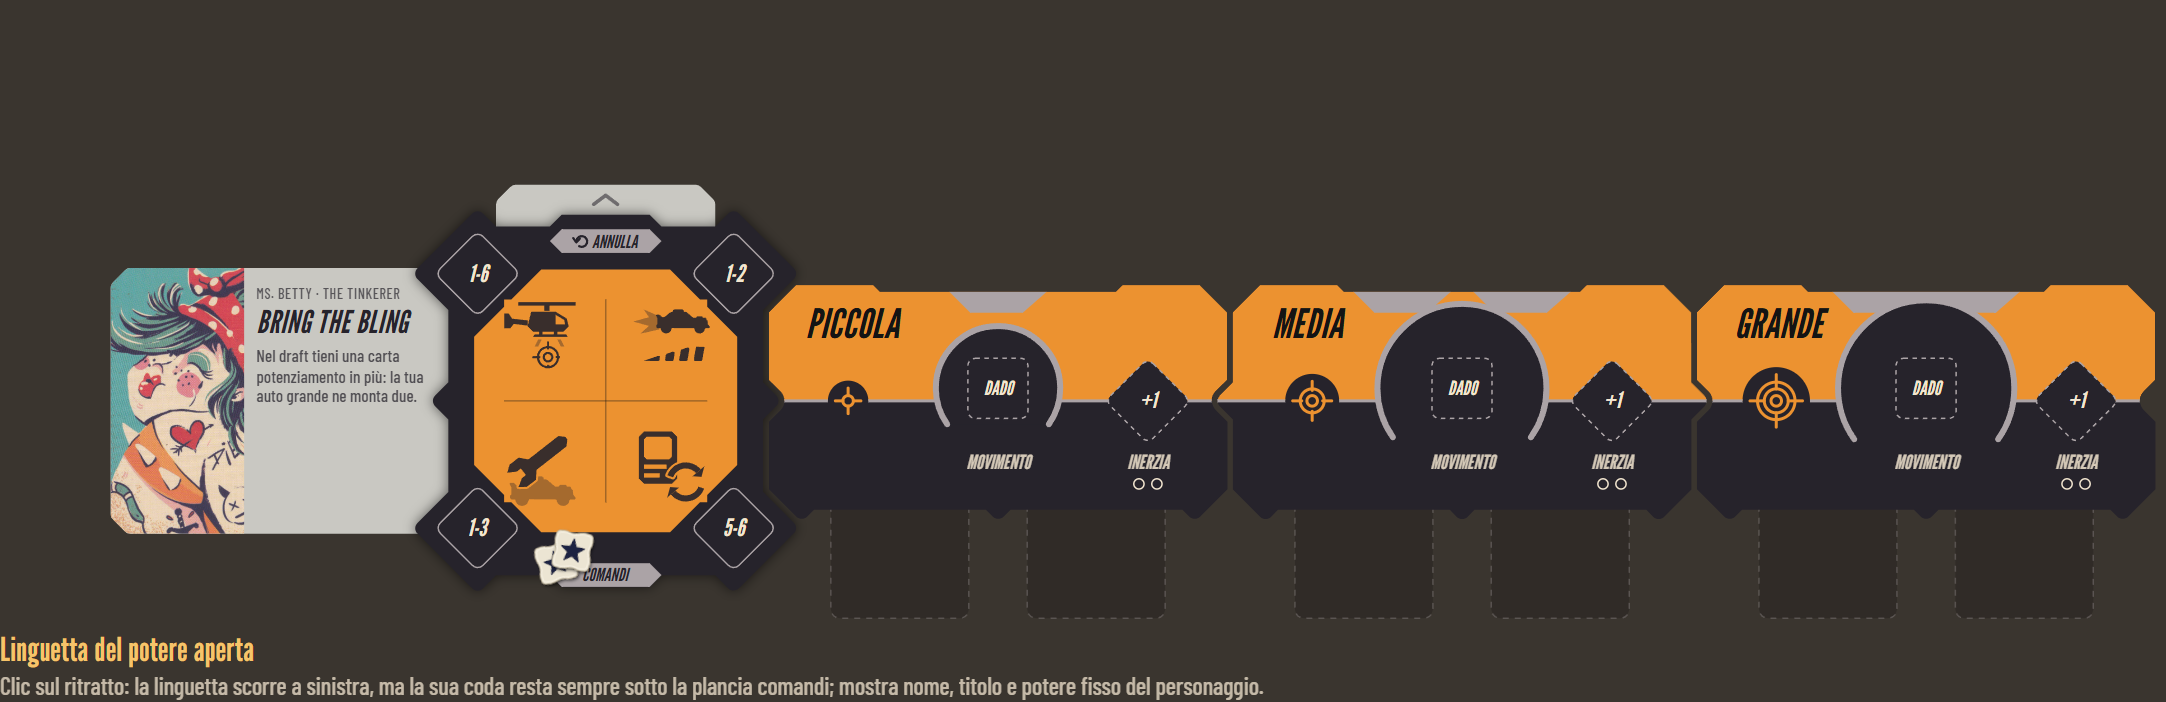 ANNULLA
1-6
1-2
MS. BETTY · THE TINKERER
BRING THE BLING
Nel draft tieni una carta
potenziamento in più: la tua
auto grande ne monta due.
1-3
5-6
COMANDI
PICCOLA
DADO
+1
MOVIMENTO
INERZIA
MEDIA
DADO
+1
MOVIMENTO
INERZIA
GRANDE
DADO
+1
MOVIMENTO
INERZIA
Linguetta del potere aperta
Clic sul ritratto: la linguetta scorre a sinistra, ma la sua coda resta sempre sotto la plancia comandi; mostra nome, titolo e potere fisso del personaggio.